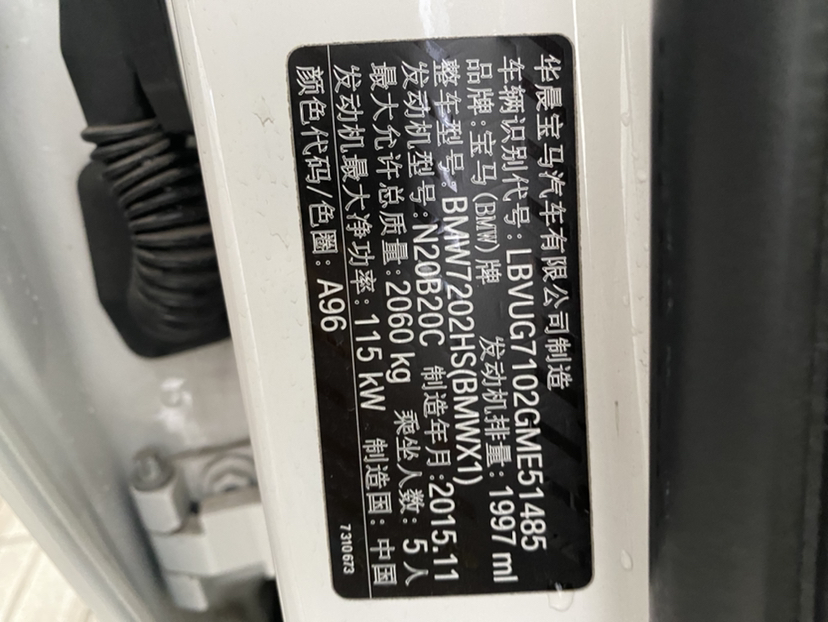 华晨宝马汽车有限公司制造
车辆识别代号: LBVUG7102GME51485
品牌: 宝马(BMW)牌 发动机排量: 1997 ml
整车型号: BMW7202HS(BMWX1)
发动机型号: N20B20C 制造年月: 2015.11
最大允许总质量: 2060 kg 乘坐人数: 5 人
发动机最大净功率: 115 kW 制造国: 中国
颜色代码/色圈: A96
7310673